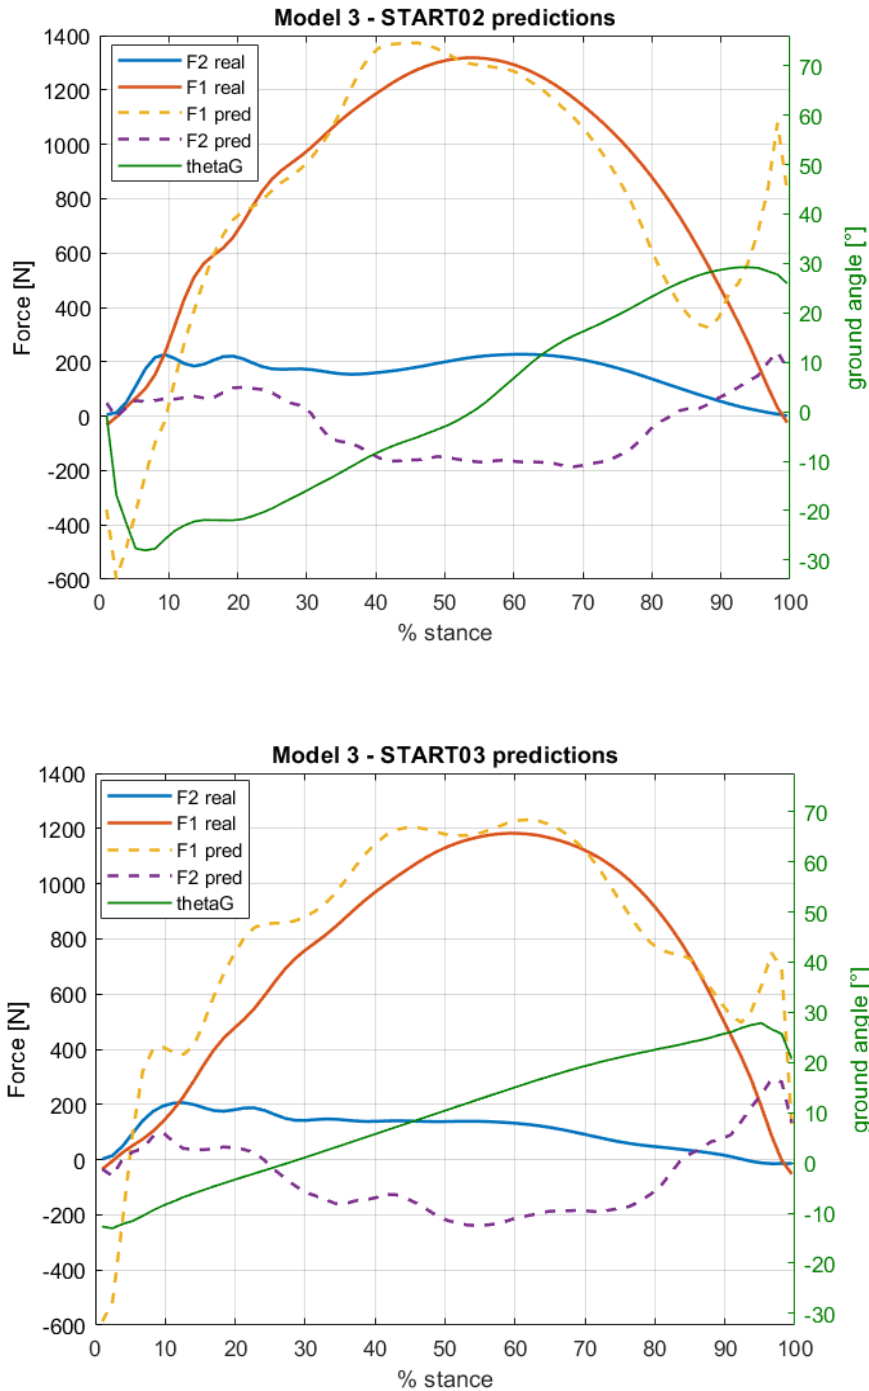 Model 3 - START02 predictions
1400
1200
1000
800
600
400
200
0
-200
-400
-600
Force [N]
F2 real
F1 real
F1 pred
F2 pred
thetaG
70
60
50
40
30
20
10
0
-10
-20
-30
ground angle [°]
0 10 20 30 40 50 60 70 80 90 100
% stance
Model 3 - START03 predictions
1400
1200
1000
800
600
400
200
0
-200
-400
-600
Force [N]
F2 real
F1 real
F1 pred
F2 pred
thetaG
70
60
50
40
30
20
10
0
-10
-20
-30
ground angle [°]
0 10 20 30 40 50 60 70 80 90 100
% stance